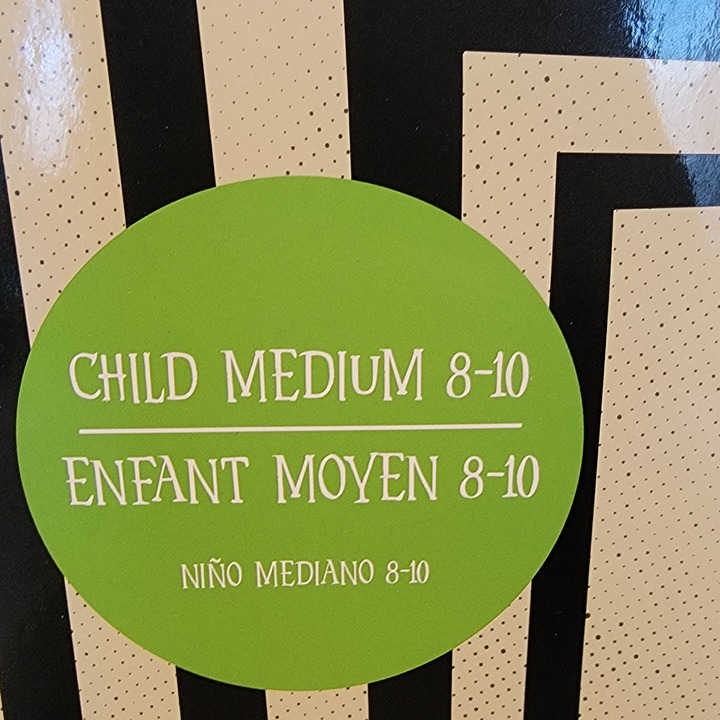 CHILD MEDIUM 8-10
ENFANT MOYEN 8-10
NIÑO MEDIANO 8-10